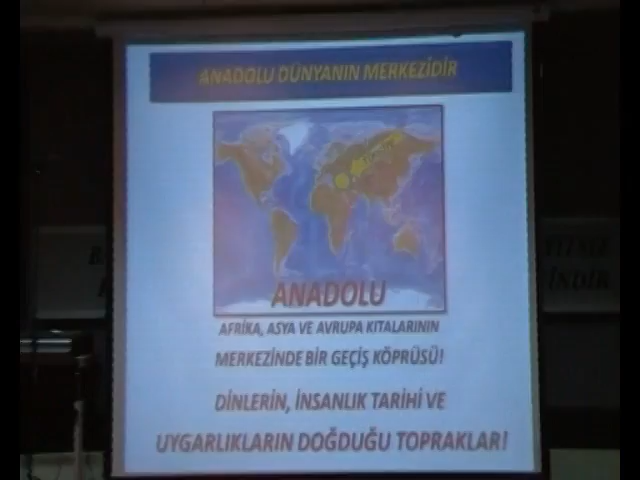 ANADOLU DÜNYANIN MERKEZİDİR
ANADOLU
AFRİKA, ASYA VE AVRUPA KITALARININ
MERKEZİNDE BİR GEÇİŞ KÖPRÜSÜ!
DİNLERİN, İNSANLIK TARİHİ VE
UYGARLIKLARIN DOĞDUĞU TOPRAKLAR!
İNDİR